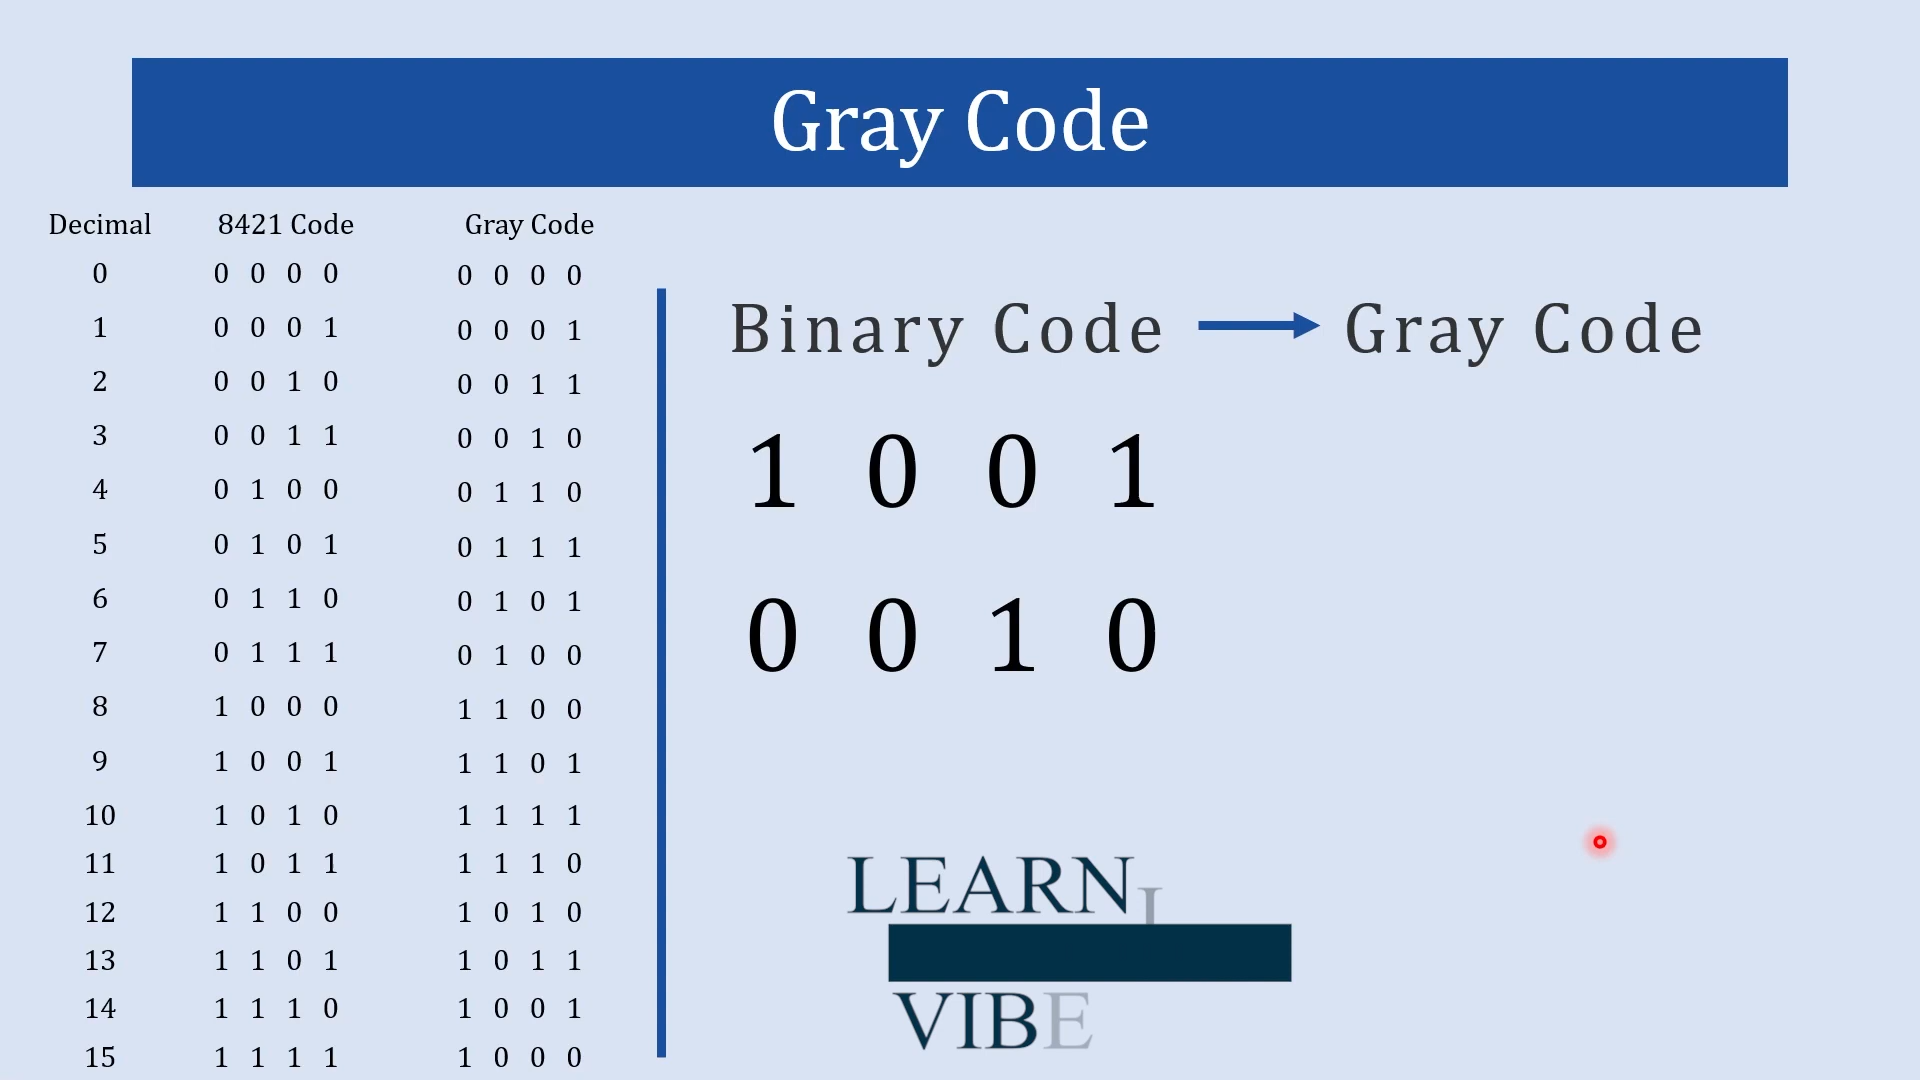 Gray Code
Decimal 8421 Code Gray Code
0 0 0 0 0 0 0 0 0
1 0 0 0 1 0 0 0 1
2 0 0 1 0 0 0 1 1
3 0 0 1 1 0 0 1 0
4 0 1 0 0 0 1 1 0
5 0 1 0 1 0 1 1 1
6 0 1 1 0 0 1 0 1
7 0 1 1 1 0 1 0 0
8 1 0 0 0 1 1 0 0
9 1 0 0 1 1 1 0 1
10 1 0 1 0 1 1 1 1
11 1 0 1 1 1 1 1 0
12 1 1 0 0 1 0 1 0
13 1 1 0 1 1 0 1 1
14 1 1 1 0 1 0 0 1
15 1 1 1 1 1 0 0 0
Binary Code Gray Code
1 0 0 1
0 0 1 0
LEARN
VIBE